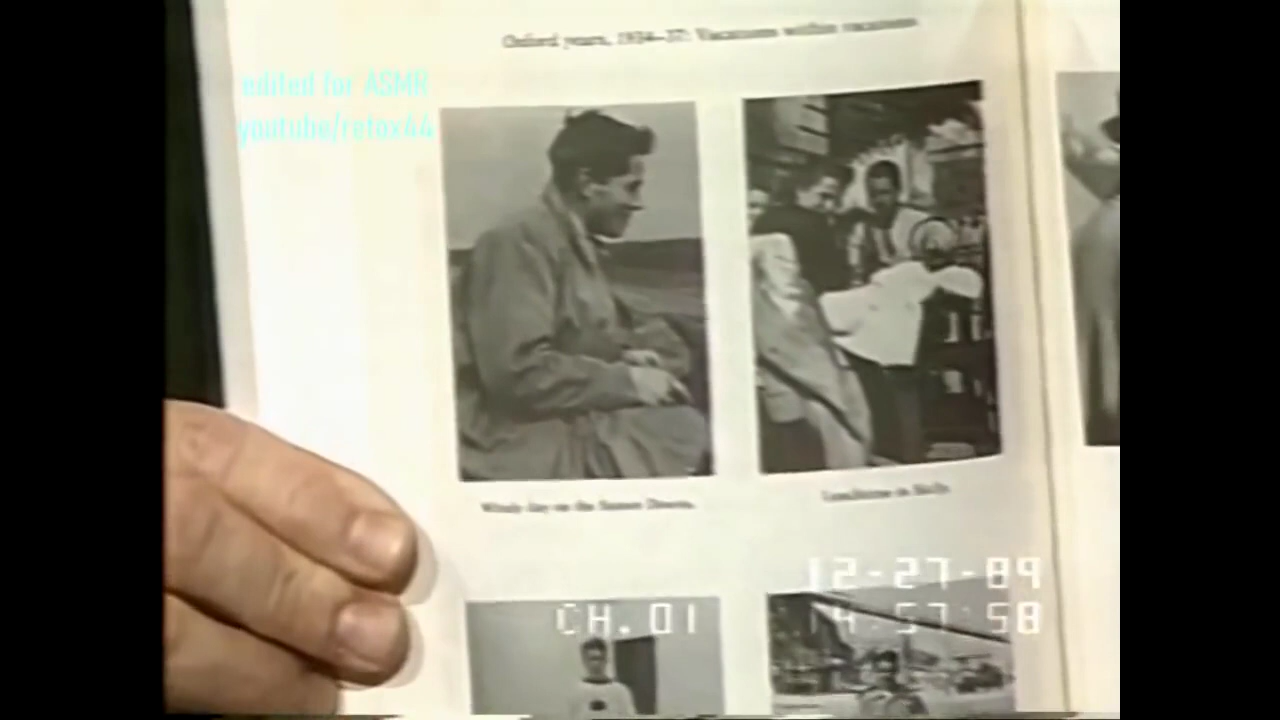 Oxford years, 1934–37: Vacations within vacations
edited for ASMR
youtube/retox44
Windy day on the Sussex Downs.
Lunchtime in Sicily.
12-27-89
CH. 01
14:57:58